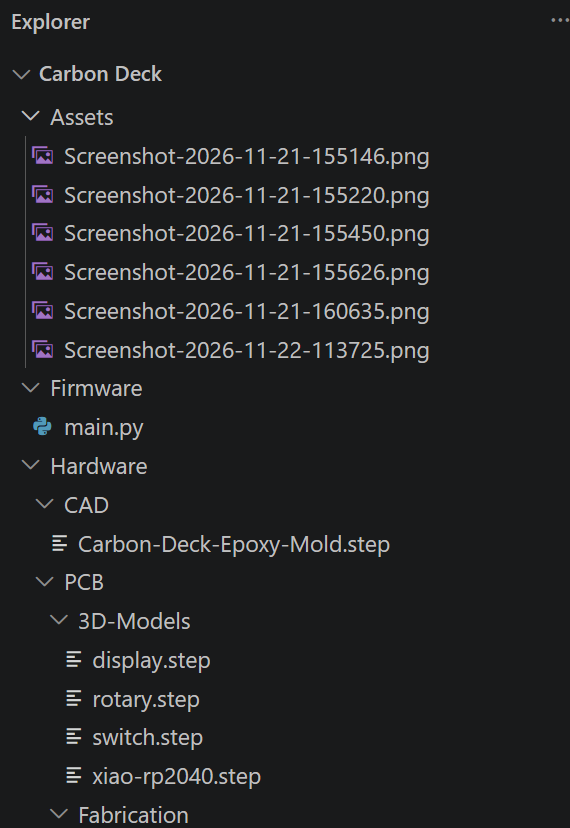 Explorer
Carbon Deck
Assets
Screenshot-2026-11-21-155146.png
Screenshot-2026-11-21-155220.png
Screenshot-2026-11-21-155450.png
Screenshot-2026-11-21-155626.png
Screenshot-2026-11-21-160635.png
Screenshot-2026-11-22-113725.png
Firmware
main.py
Hardware
CAD
Carbon-Deck-Epoxy-Mold.step
PCB
3D-Models
display.step
rotary.step
switch.step
xiao-rp2040.step
Fabrication